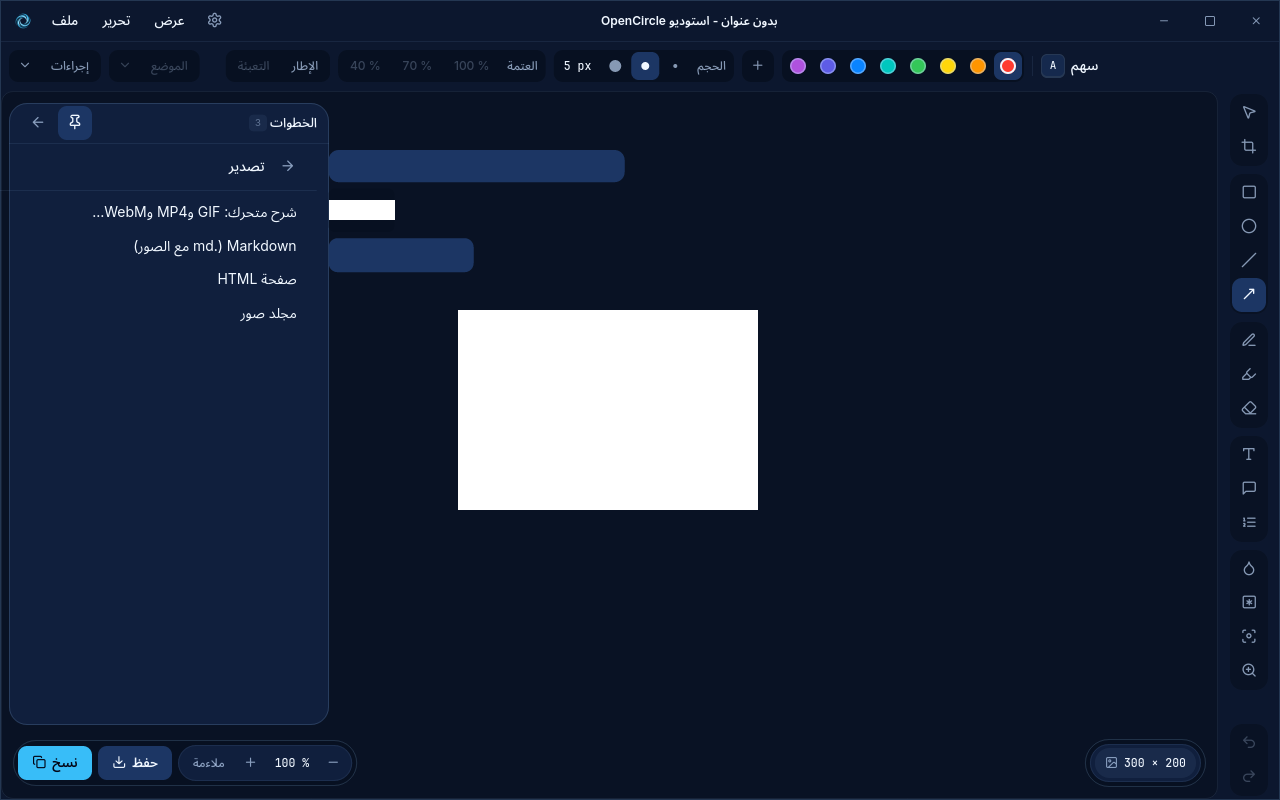 ملف
تحرير
عرض
بدون عنوان - استوديو OpenCircle
سهم
A
الحجم
5 px
العتمة
100 %
70 %
40 %
الإطار
التعبئة
الموضع
إجراءات
الخطوات 3
تصدير
شرح متحرك: GIF وMP4 وWebM...
Markdown (.md مع الصور)
صفحة HTML
مجلد صور
نسخ
حفظ
ملاءمة
100 %
300 × 200